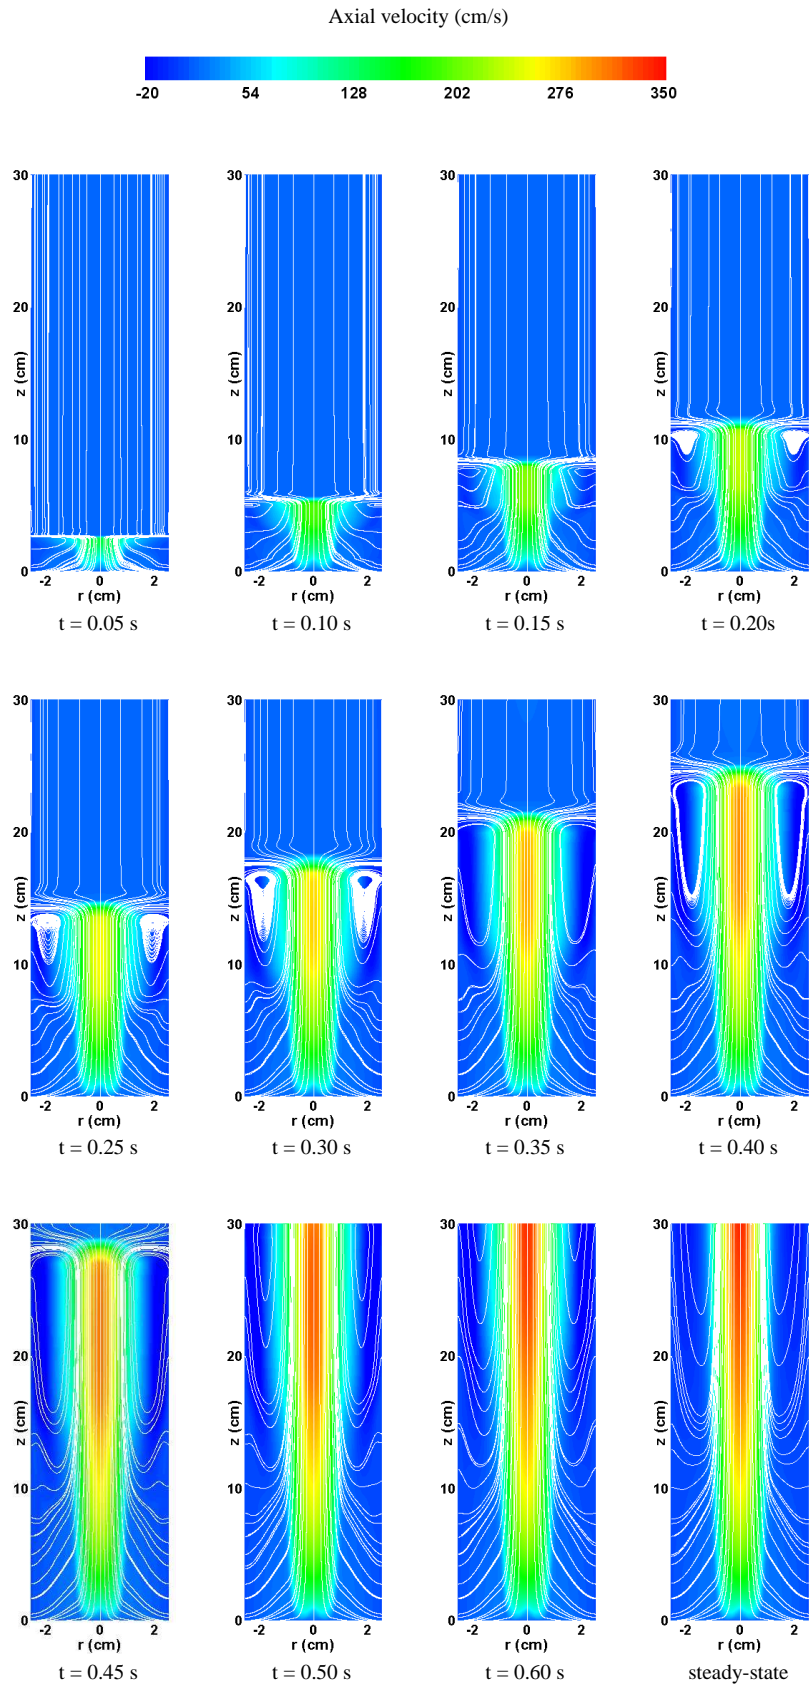 Axial velocity (cm/s)
-20 54 128 202 276 350
30 30 30 30
20 20 20 20
z (cm) z (cm) z (cm) z (cm)
10 10 10 10
0 0 0 0
-2 0 2 -2 0 2 -2 0 2 -2 0 2
r (cm) r (cm) r (cm) r (cm)
t = 0.05 s t = 0.10 s t = 0.15 s t = 0.20s
30 30 30 30
20 20 20 20
z (cm) z (cm) z (cm) z (cm)
10 10 10 10
0 0 0 0
-2 0 2 -2 0 2 -2 0 2 -2 0 2
r (cm) r (cm) r (cm) r (cm)
t = 0.25 s t = 0.30 s t = 0.35 s t = 0.40 s
30 30 30 30
20 20 20 20
z (cm) z (cm) z (cm) z (cm)
10 10 10 10
0 0 0 0
-2 0 2 -2 0 2 -2 0 2 -2 0 2
r (cm) r (cm) r (cm) r (cm)
t = 0.45 s t = 0.50 s t = 0.60 s steady-state